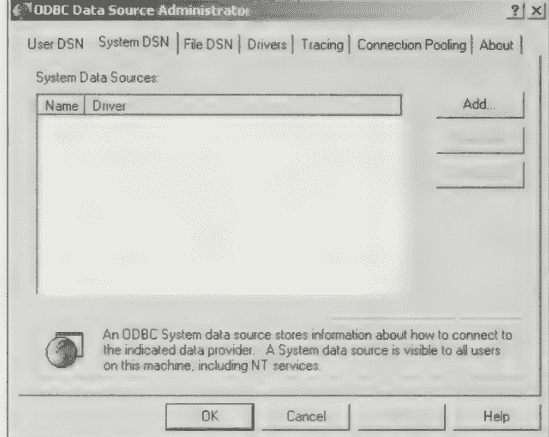 ODBC Data Source Administrator
User DSN System DSN File DSN Drivers Tracing Connection Pooling About
System Data Sources:
Name Driver
Add...
An ODBC System data source stores information about how to connect to
the indicated data provider. A System data source is visible to all users
on this machine, including NT services.
OK Cancel Help